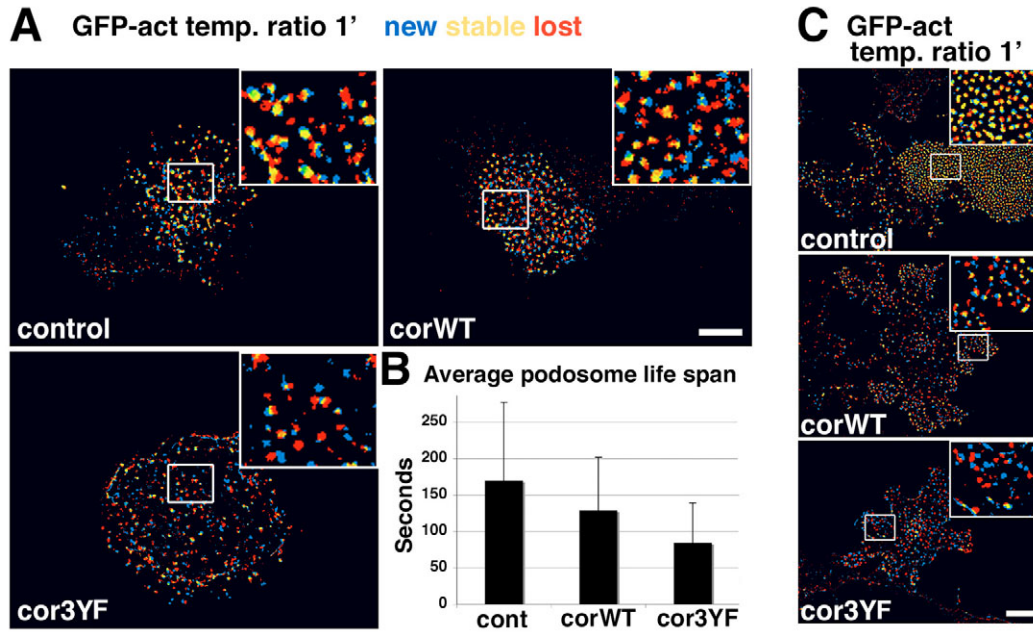 A GFP-act temp. ratio 1' new stable lost
control
corWT
cor3YF
B Average podosome life span
Seconds
250
200
150
100
50
0
cont corWT cor3YF
C GFP-act
temp. ratio 1'
control
corWT
cor3YF